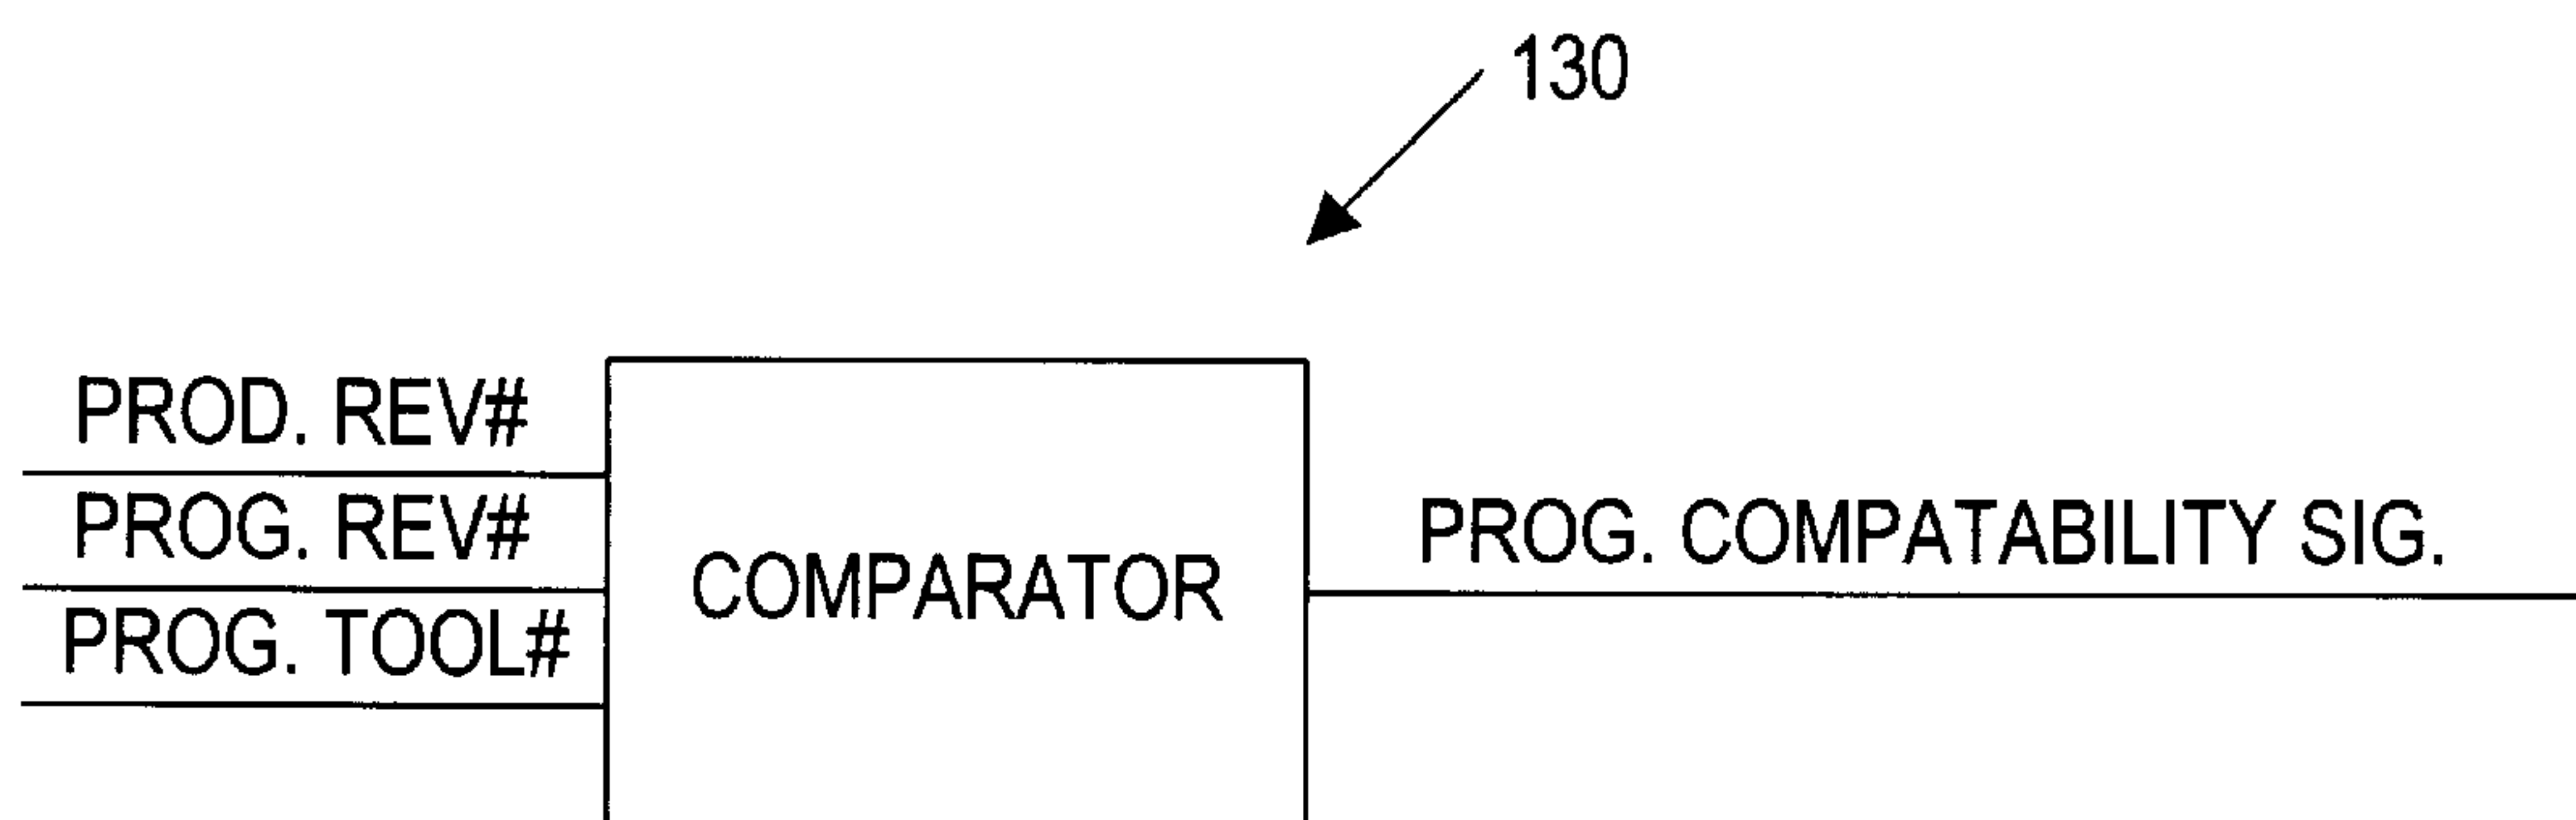 130
PROD. REV#
PROG. REV#
PROG. TOOL#
COMPARATOR
PROG. COMPATABILITY SIG.